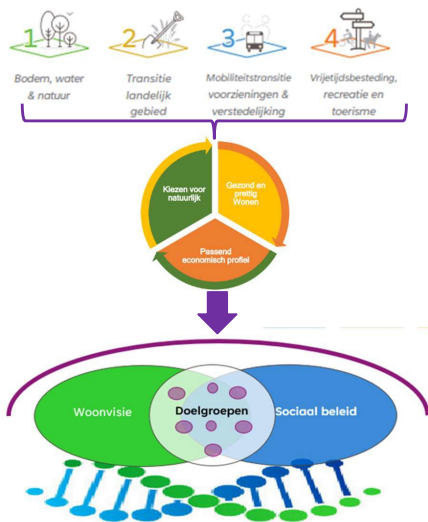 1
2
3
4
Bodem, water
& natuur
Transitie
landelijk
gebied
Mobiliteitstransitie
voorzieningen &
verstedelijking
Vrijetijdsbesteding,
recreatie en
toerisme
Kiezen voor
natuurlijk
Gezond en
prettig
Wonen
Passend
economisch profiel
Woonvisie
Doelgroepen
Sociaal beleid